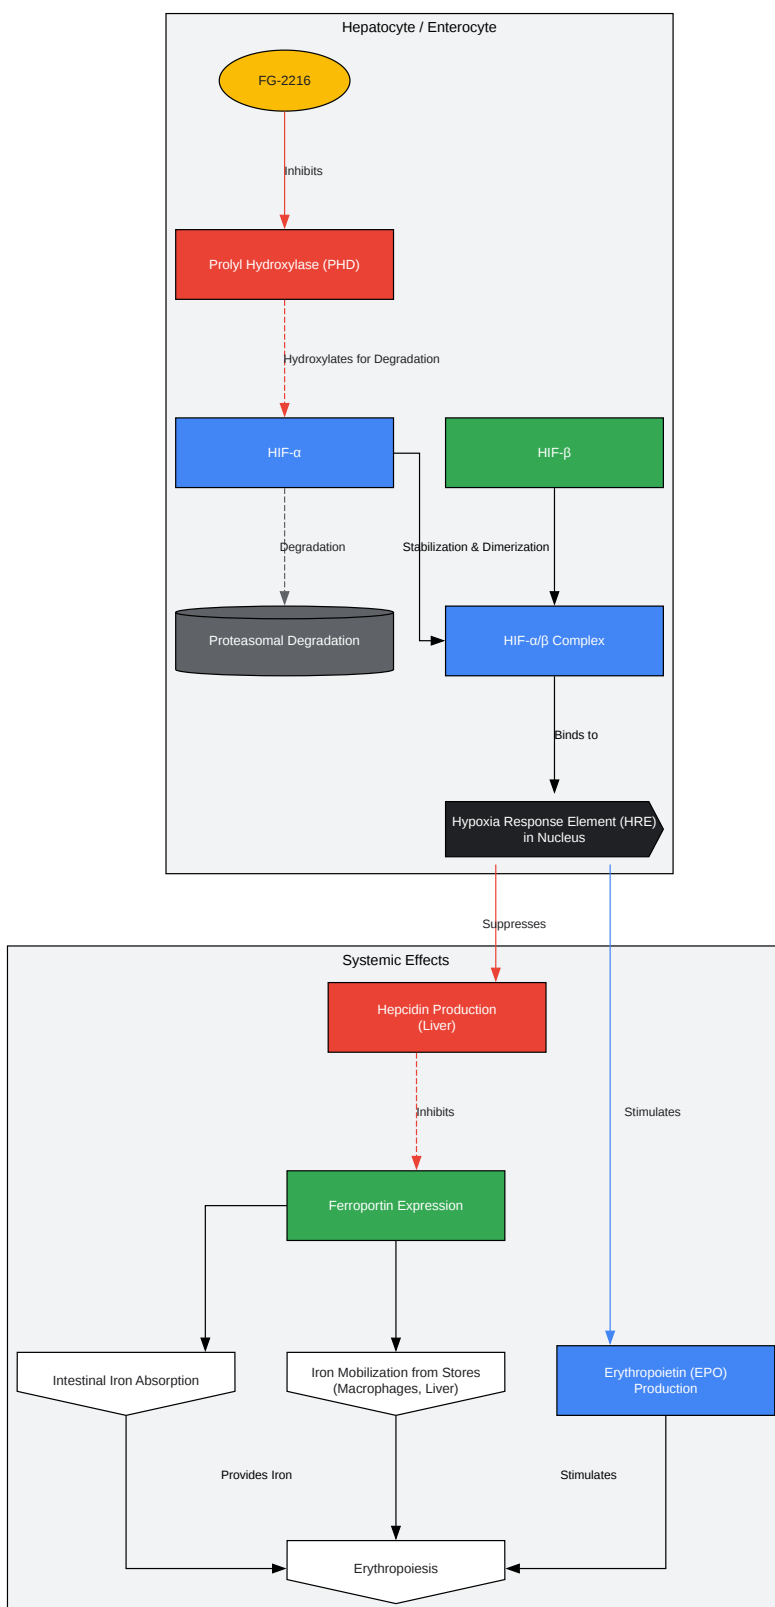 Hepatocyte / Enterocyte
FG-2216
Inhibits
Prolyl Hydroxylase (PHD)
Hydroxylates for Degradation
HIF-α
HIF-β
Degradation
Stabilization & Dimerization
Proteasomal Degradation
HIF-α/β Complex
Binds to
Hypoxia Response Element (HRE)
in Nucleus
Suppresses
Systemic Effects
Hepcidin Production
(Liver)
Inhibits
Stimulates
Ferroportin Expression
Intestinal Iron Absorption
Iron Mobilization from Stores
(Macrophages, Liver)
Erythropoietin (EPO)
Production
Provides Iron
Stimulates
Erythropoiesis